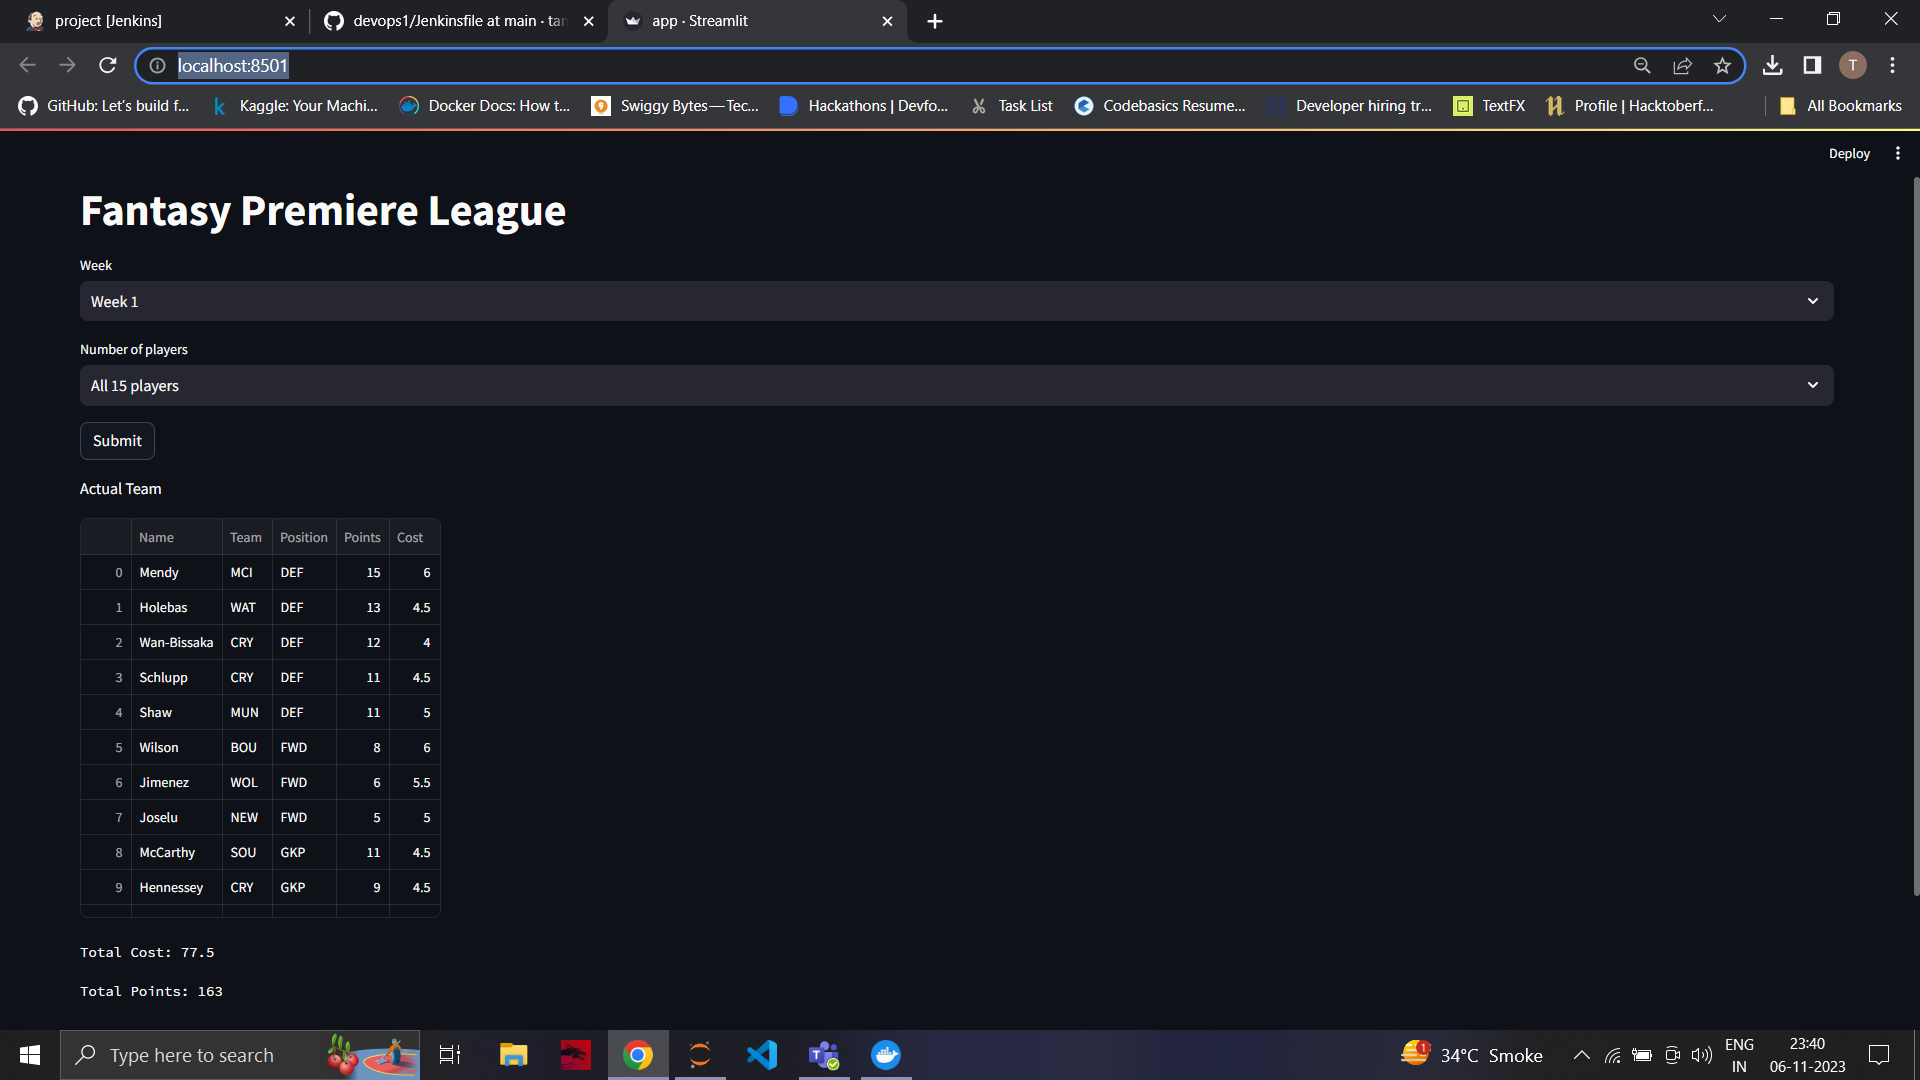 project [Jenkins]
devops1/Jenkinsfile at main · tan
app · Streamlit
localhost:8501
T
GitHub: Let's build f...
Kaggle: Your Machi...
Docker Docs: How t...
Swiggy Bytes—Tec...
Hackathons | Devfo...
Task List
Codebasics Resume...
Developer hiring tr...
TextFX
Profile | Hacktoberf...
All Bookmarks
Deploy
Fantasy Premiere League
Week
Week 1
Number of players
All 15 players
Submit
Actual Team
Name Team Position Points Cost
0 Mendy MCI DEF 15 6
1 Holebas WAT DEF 13 4.5
2 Wan-Bissaka CRY DEF 12 4
3 Schlupp CRY DEF 11 4.5
4 Shaw MUN DEF 11 5
5 Wilson BOU FWD 8 6
6 Jimenez WOL FWD 6 5.5
7 Joselu NEW FWD 5 5
8 McCarthy SOU GKP 11 4.5
9 Hennessey CRY GKP 9 4.5
Total Cost: 77.5
Total Points: 163
Type here to search
1
34°C Smoke
ENG
IN
23:40
06-11-2023